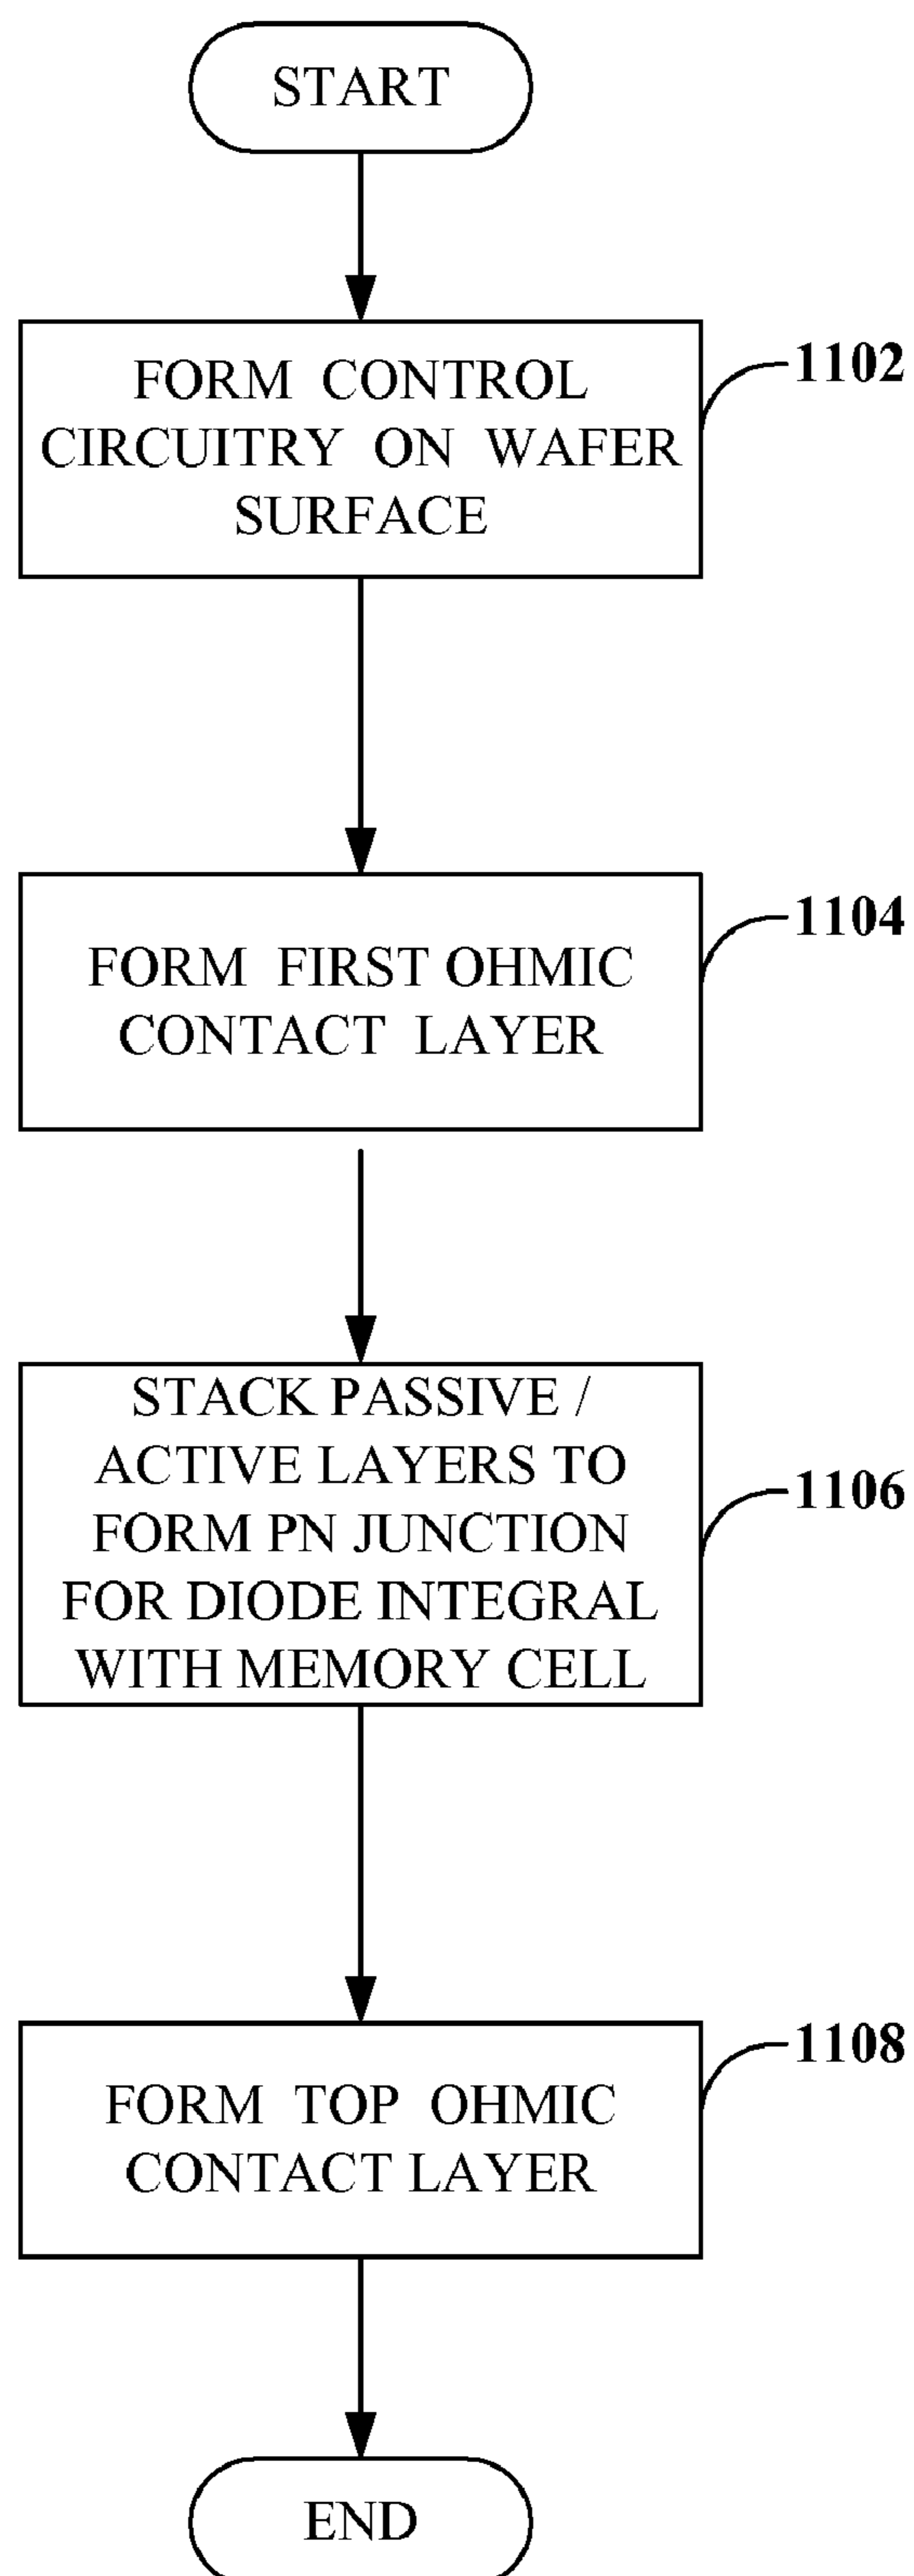 START
FORM CONTROL
CIRCUITRY ON WAFER
SURFACE
1102
FORM FIRST OHMIC
CONTACT LAYER
1104
STACK PASSIVE /
ACTIVE LAYERS TO
FORM PN JUNCTION
FOR DIODE INTEGRAL
WITH MEMORY CELL
1106
FORM TOP OHMIC
CONTACT LAYER
1108
END